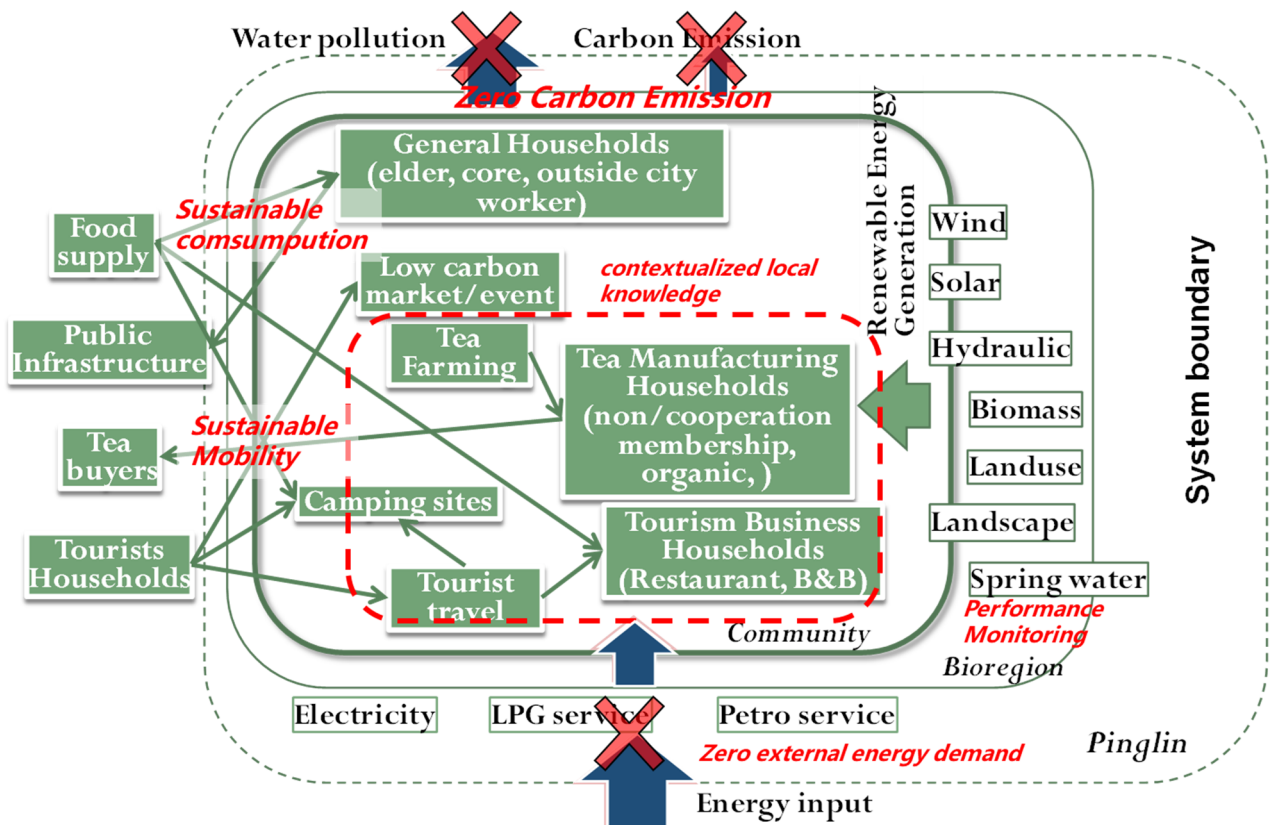 Water pollution
Carbon Emission
Zero Carbon Emission
General Households
(elder, core, outside city
worker)
Renewable Energy
Generation
Food
supply
Sustainable
comsumpution
Low carbon
market/event
contextualized local
knowledge
Wind
Solar
Hydraulic
Biomass
Landuse
Landscape
Spring water
System boundary
Public
Infrastructure
Tea
Farming
Tea Manufacturing
Households
(non/cooperation
membership,
organic, )
Tea
buyers
Sustainable
Mobility
Camping sites
Tourism Business
Households
(Restaurant, B&B)
Tourists
Households
Tourist
travel
Performance
Monitoring
Community
Bioregion
Electricity
LPG service
Petro service
Zero external energy demand
Pinglin
Energy input